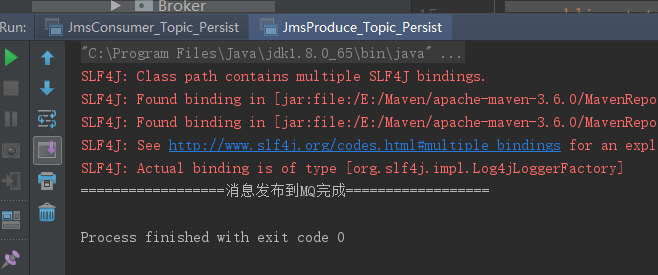 Broker
Run: JmsConsumer_Topic_Persist JmsProduce_Topic_Persist
"C:\Program Files\Java\jdk1.8.0_65\bin\java" ...
SLF4J: Class path contains multiple SLF4J bindings.
SLF4J: Found binding in [jar:file:/E:/Maven/apache-maven-3.6.0/MavenRepo
SLF4J: Found binding in [jar:file:/E:/Maven/apache-maven-3.6.0/MavenRepo
SLF4J: See http://www.slf4j.org/codes.html#multiple_bindings for an expl
SLF4J: Actual binding is of type [org.slf4j.impl.Log4jLoggerFactory]
==================消息发布到MQ完成==================
Process finished with exit code 0